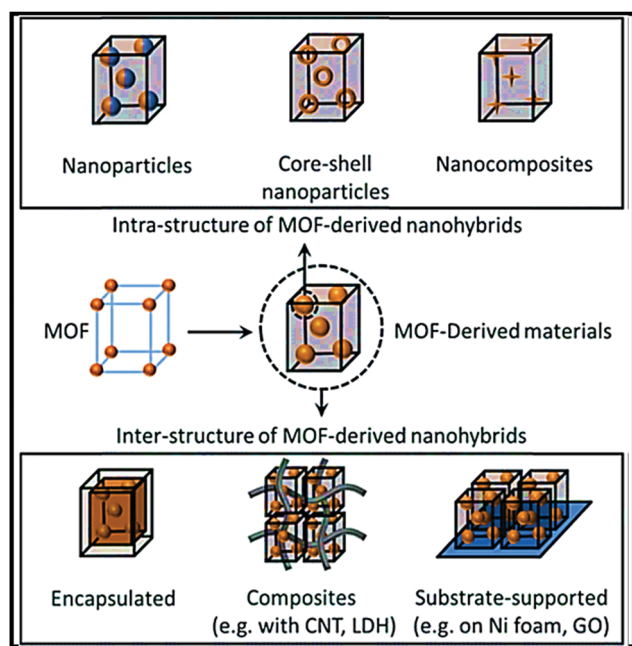 Nanoparticles
Core-shell
nanoparticles
Nanocomposites
Intra-structure of MOF-derived nanohybrids
MOF
MOF-Derived materials
Inter-structure of MOF-derived nanohybrids
Encapsulated
Composites
(e.g. with CNT, LDH)
Substrate-supported
(e.g. on Ni foam, GO)